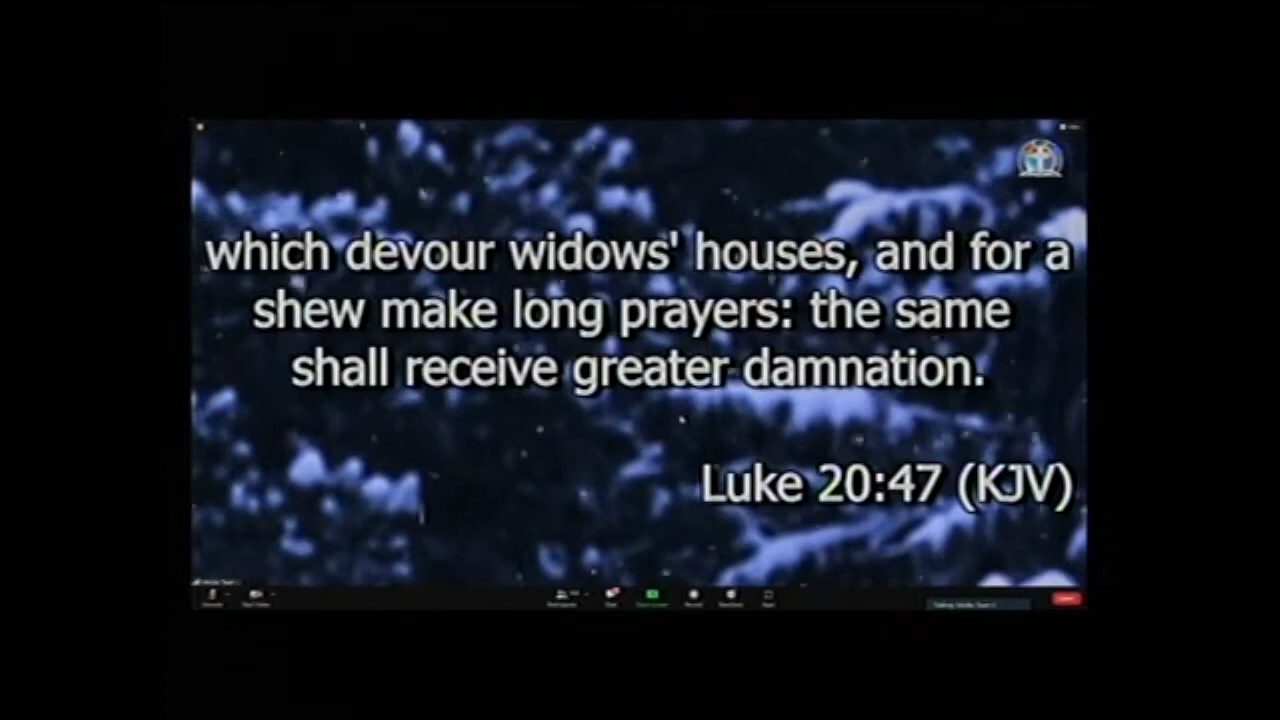 which devour widows' houses, and for a
shew make long prayers: the same
shall receive greater damnation.
Luke 20:47 (KJV)